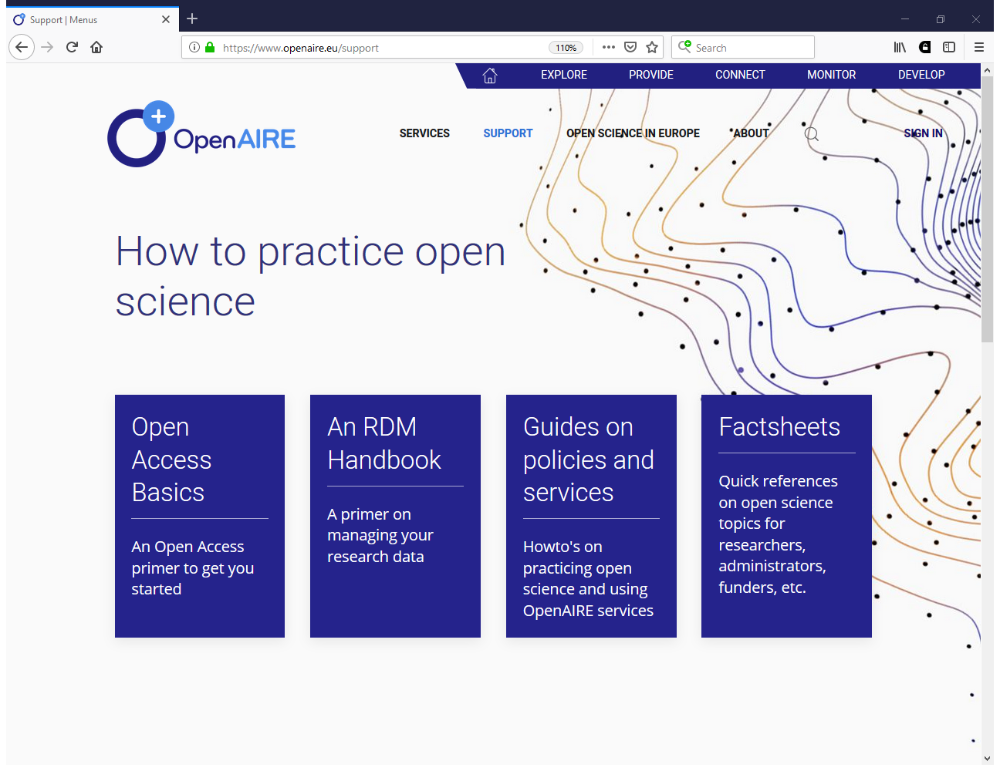 Support | Menus
https://www.openaire.eu/support
110%
Search
EXPLORE PROVIDE CONNECT MONITOR DEVELOP
OpenAIRE
SERVICES SUPPORT OPEN SCIENCE IN EUROPE ABOUT SIGN IN
How to practice open
science
Open
Access
Basics
An Open Access
primer to get you
started
An RDM
Handbook
A primer on
managing your
research data
Guides on
policies and
services
Howto's on
practicing open
science and using
OpenAIRE services
Factsheets
Quick references
on open science
topics for
researchers,
administrators,
funders, etc.